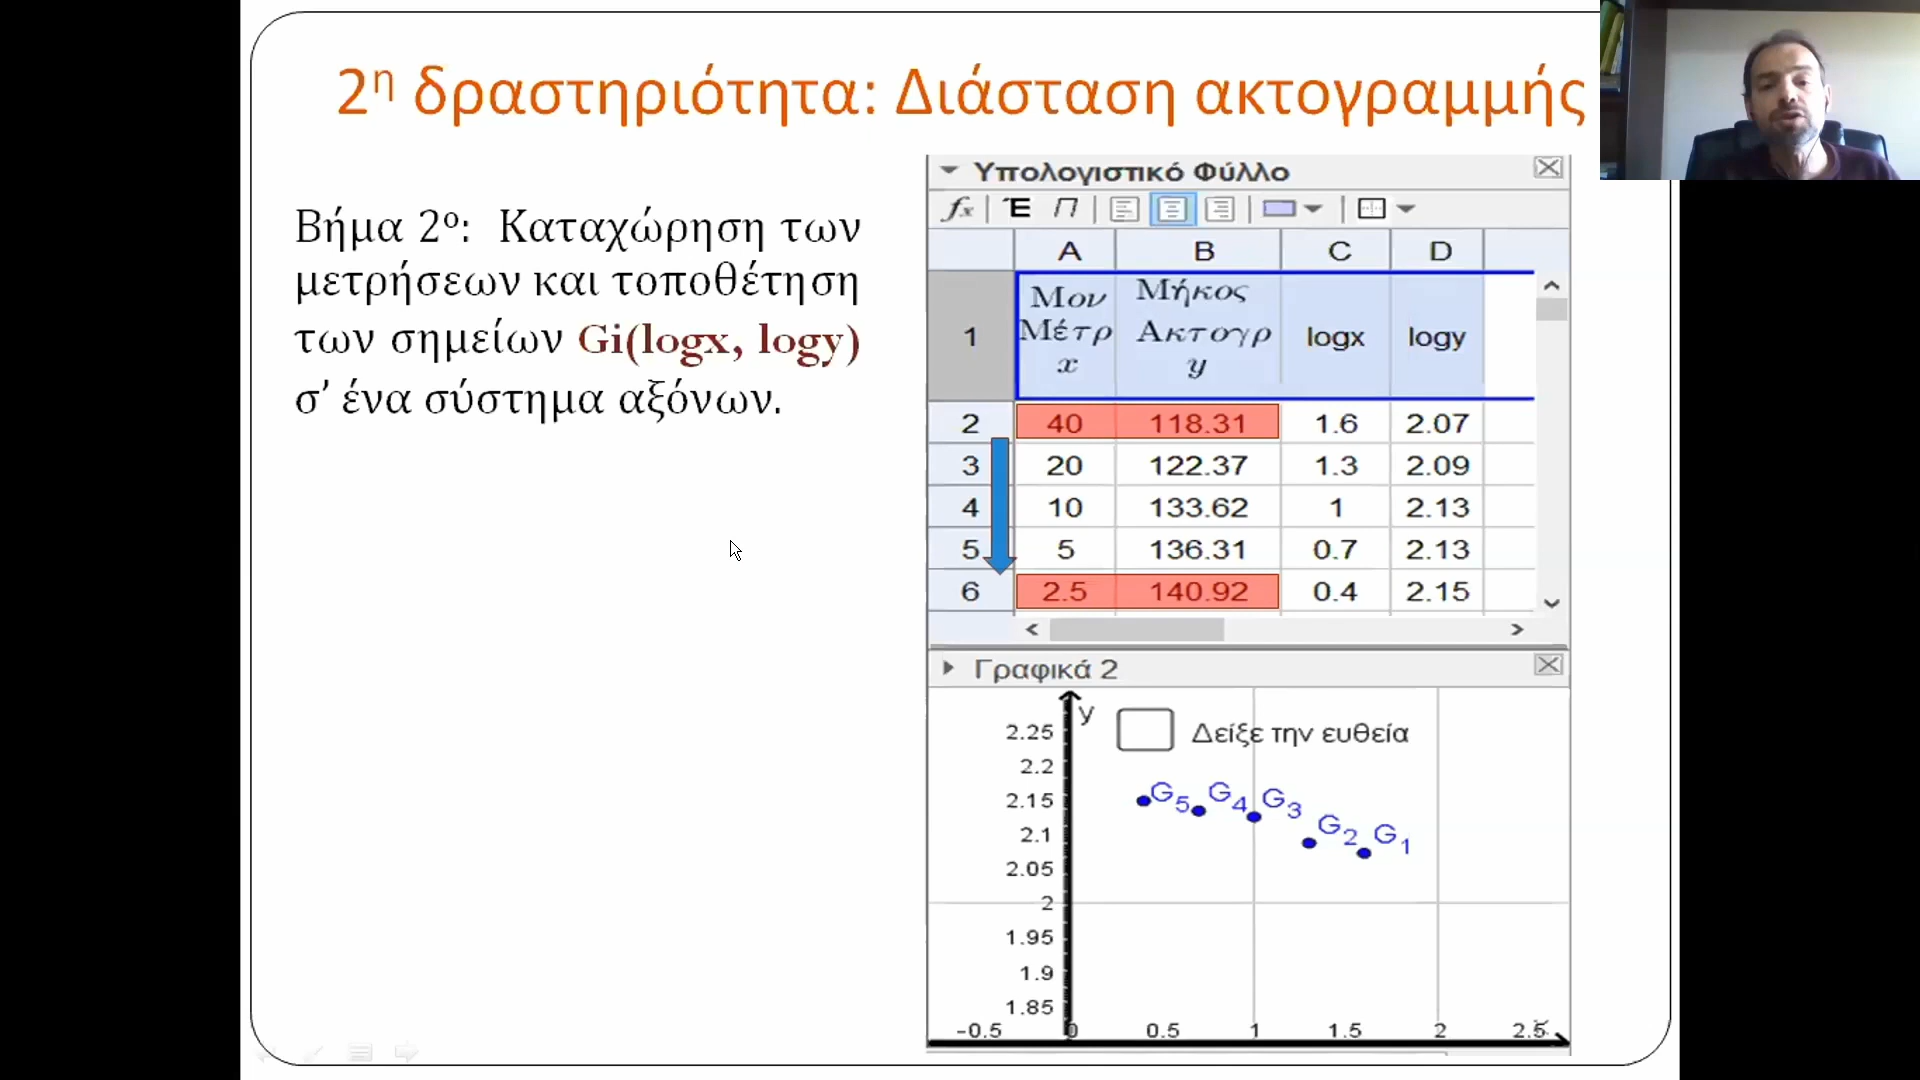 2η δραστηριότητα: Διάσταση ακτογραμμής
Βήμα 2ο: Καταχώρηση των
μετρήσεων και τοποθέτηση
των σημείων Gi(logx, logy)
σ’ ένα σύστημα αξόνων.
Υπολογιστικό Φύλλο
fx Έ Π
A B C D
1 Μον Μέτρ x Μήκος Ακτογρ y logx logy
2 40 118.31 1.6 2.07
3 20 122.37 1.3 2.09
4 10 133.62 1 2.13
5 5 136.31 0.7 2.13
6 2.5 140.92 0.4 2.15
Γραφικά 2
y
Δείξε την ευθεία
2.25
2.2
2.15
2.1
2.05
2
1.95
1.9
1.85
G5 G4 G3 G2 G1
-0.5 0 0.5 1 1.5 2 2.5